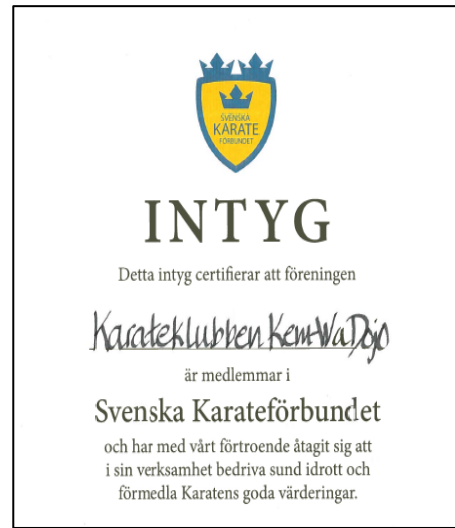 SVENSKA
KARATE
FÖRBUNDET
INTYG
Detta intyg certifierar att föreningen
Karateklubben Ken-Wa Dojo
är medlemmar i
Svenska Karateförbundet
och har med vårt förtroende åtagit sig att
i sin verksamhet bedriva sund idrott och
förmedla Karatens goda värderingar.